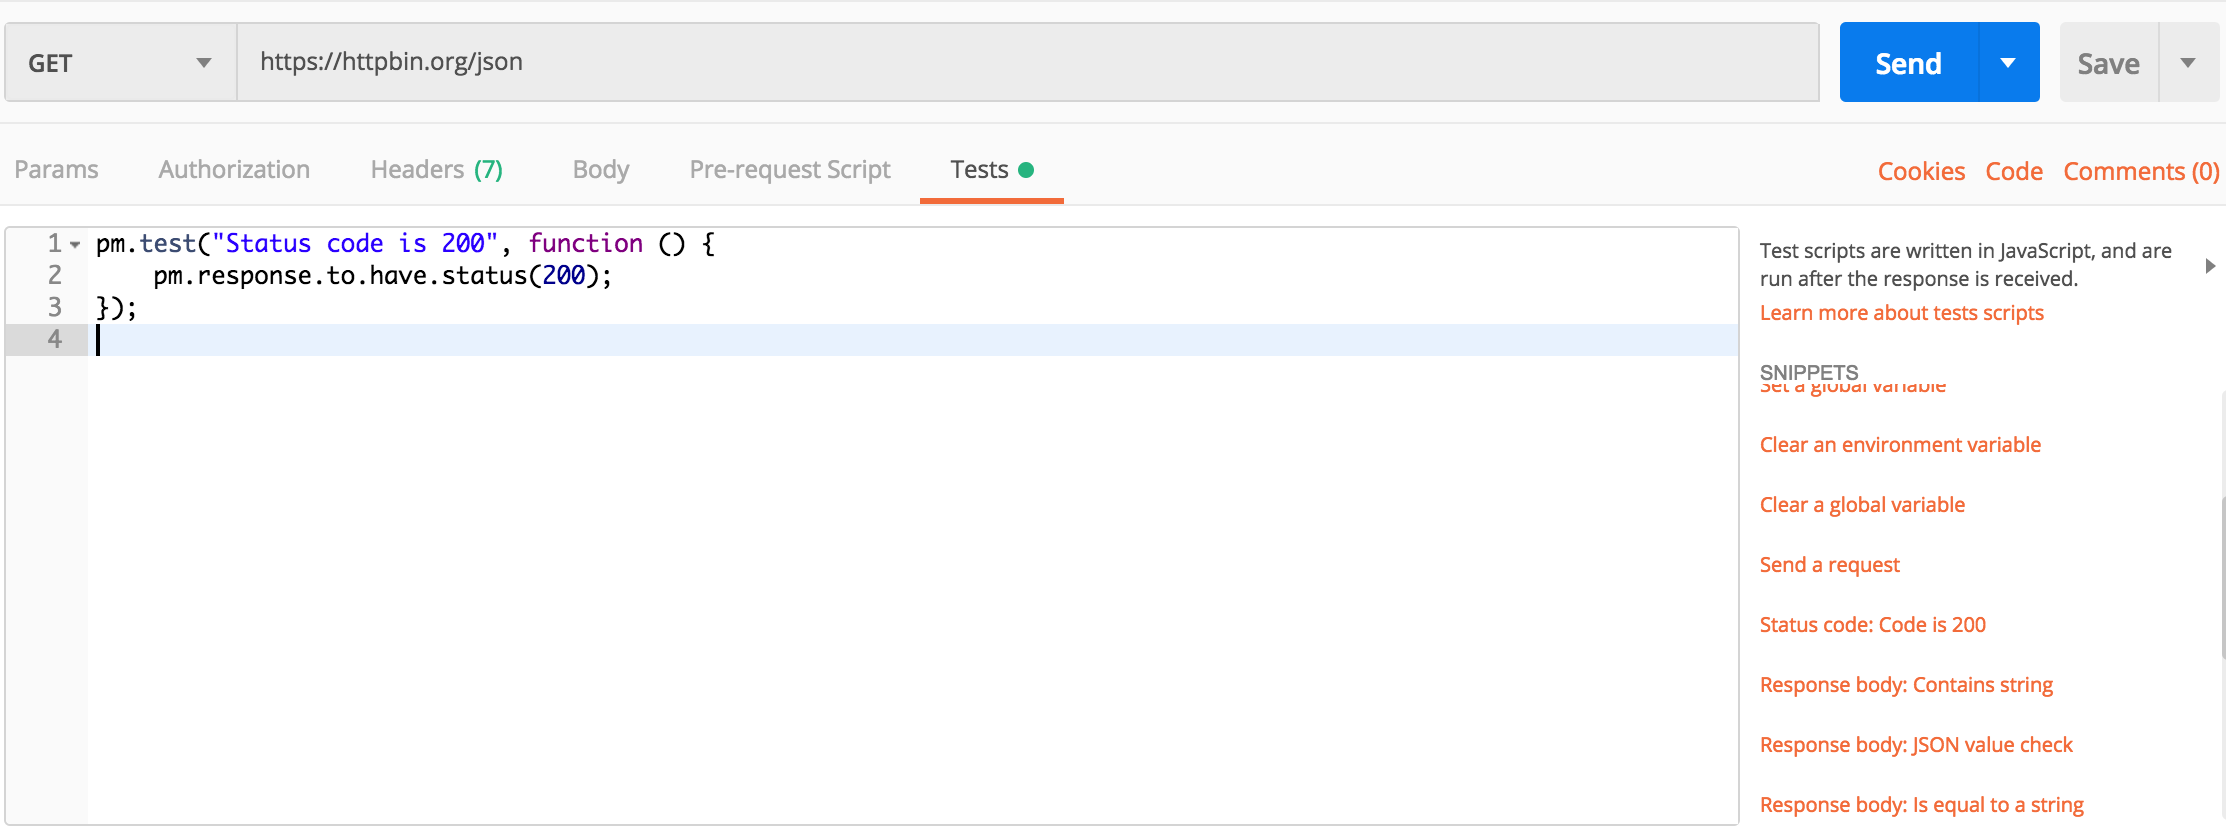 GET https://httpbin.org/json Send Save
Params Authorization Headers (7) Body Pre-request Script Tests Cookies Code Comments (0)
1 pm.test("Status code is 200", function () {
2     pm.response.to.have.status(200);
3 });
4
Test scripts are written in JavaScript, and are
run after the response is received.
Learn more about tests scripts
SNIPPETS
Set a global variable
Clear an environment variable
Clear a global variable
Send a request
Status code: Code is 200
Response body: Contains string
Response body: JSON value check
Response body: Is equal to a string